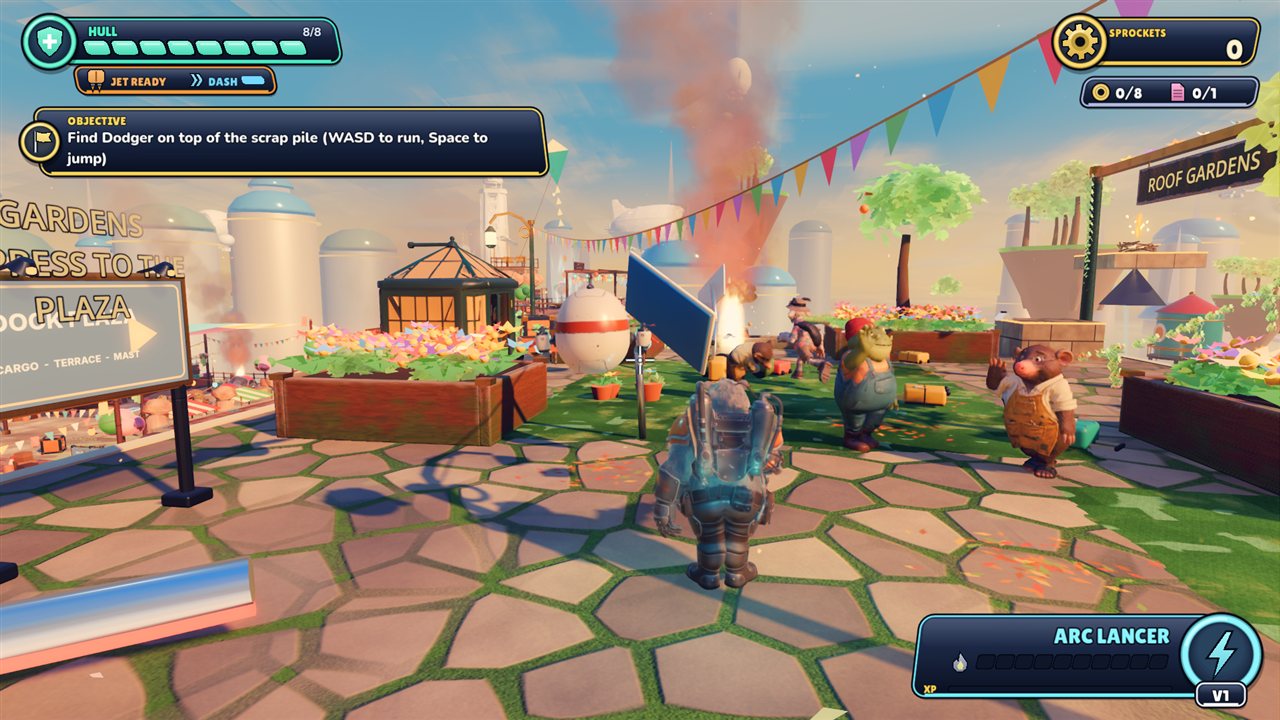 HULL
8/8
JET READY
DASH
SPROCKETS
0
0/8
0/1
OBJECTIVE
Find Dodger on top of the scrap pile (WASD to run, Space to
jump)
ROOF GARDENS
GARDENS
TO THE
PLAZA
CARGO - TERRACE - MAST
ARC LANCER
XP
V1